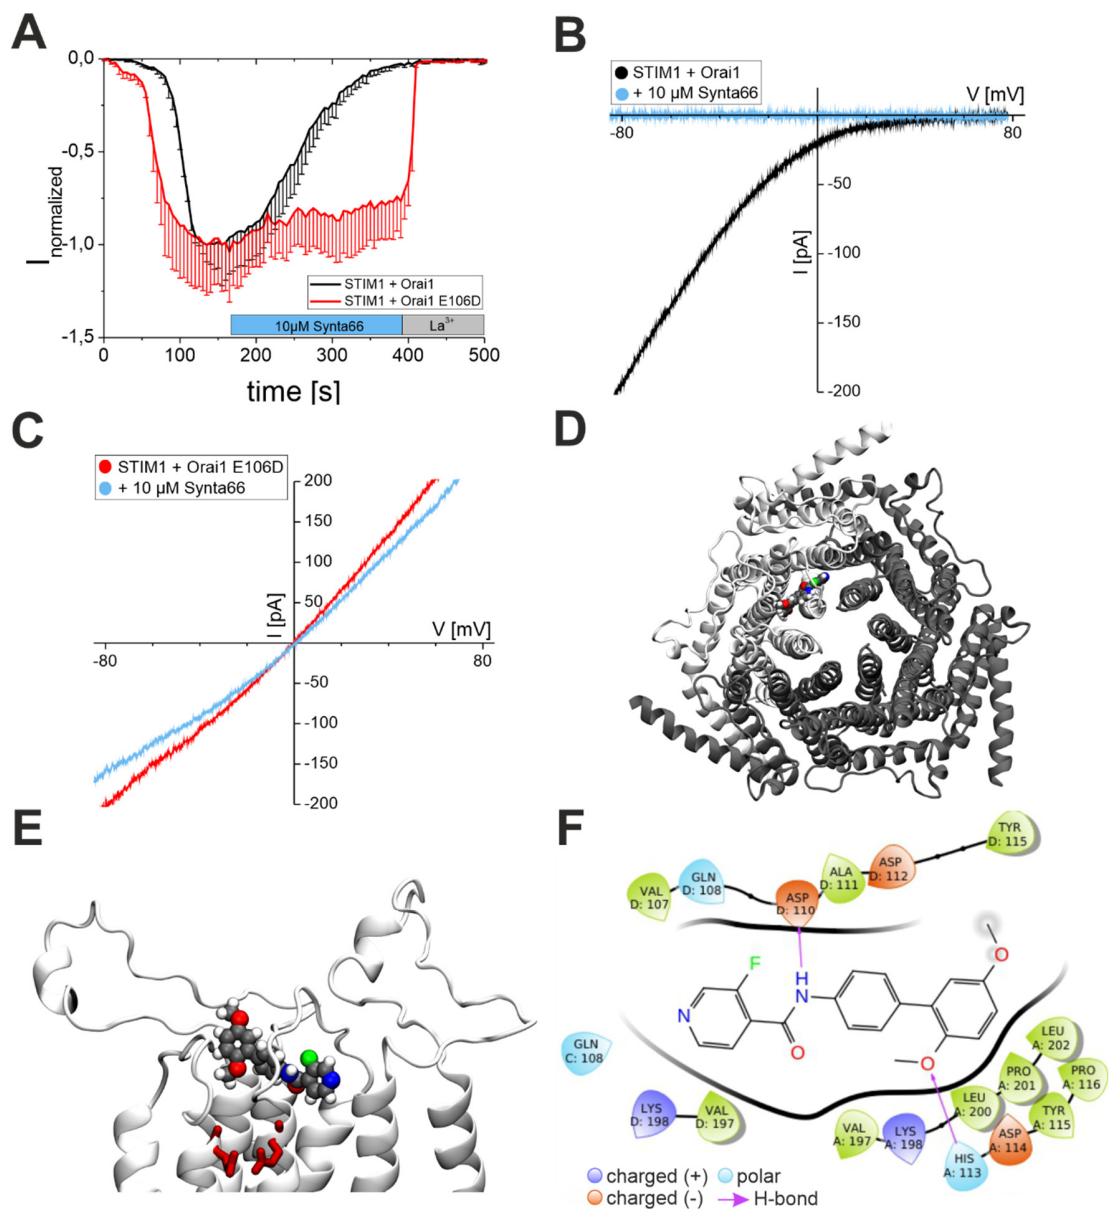 A
0,0
-0,5
-1,0
-1,5
I normalized
STIM1 + Orai1
STIM1 + Orai1 E106D
10µM Synta66
La³⁺
0
100
200
300
400
500
time [s]
B
STIM1 + Orai1
+ 10 µM Synta66
V [mV]
-80
80
-50
-100
-150
-200
I [pA]
C
STIM1 + Orai1 E106D
+ 10 µM Synta66
200
150
100
50
I [pA]
V [mV]
-80
80
-50
-100
-150
-200
D
E
F
TYR
D: 115
ASP
D: 112
ALA
D: 111
GLN
D: 108
VAL
D: 107
ASP
D: 110
F
H
N
N
O
O
O
GLN
C: 108
LYS
D: 198
VAL
D: 197
VAL
A: 197
LYS
A: 198
LEU
A: 200
PRO
A: 201
LEU
A: 202
PRO
A: 116
TYR
A: 115
ASP
A: 114
HIS
A: 113
charged (+)
polar
charged (-)
H-bond